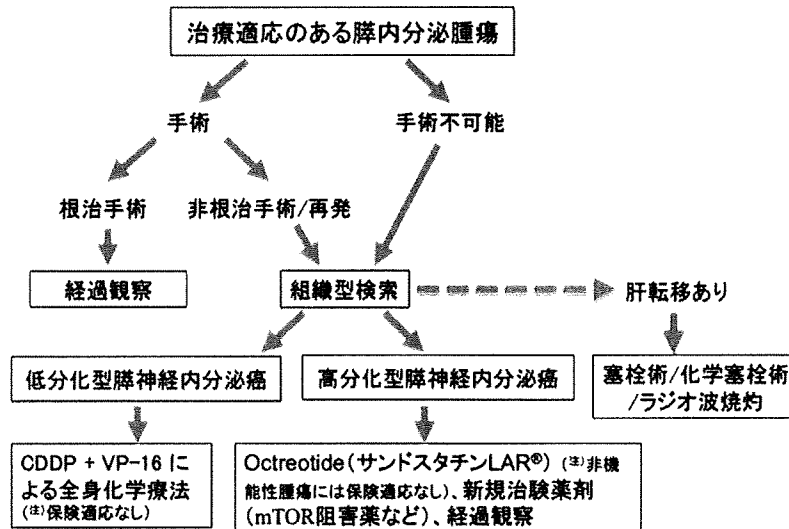 治療適応のある膵内分泌腫瘍
手術
手術不可能
根治手術
非根治手術/再発
経過観察
組織型検索
肝転移あり
低分化型膵神経内分泌癌
高分化型膵神経内分泌癌
塞栓術/化学塞栓術
/ラジオ波焼灼
CDDP + VP-16 に
よる全身化学療法
(注)保険適応なし)
Octreotide(サンドスタチンLAR®) (注)非機
能性腫瘍には保険適応なし)、新規治験薬剤
(mTOR阻害薬など)、経過観察